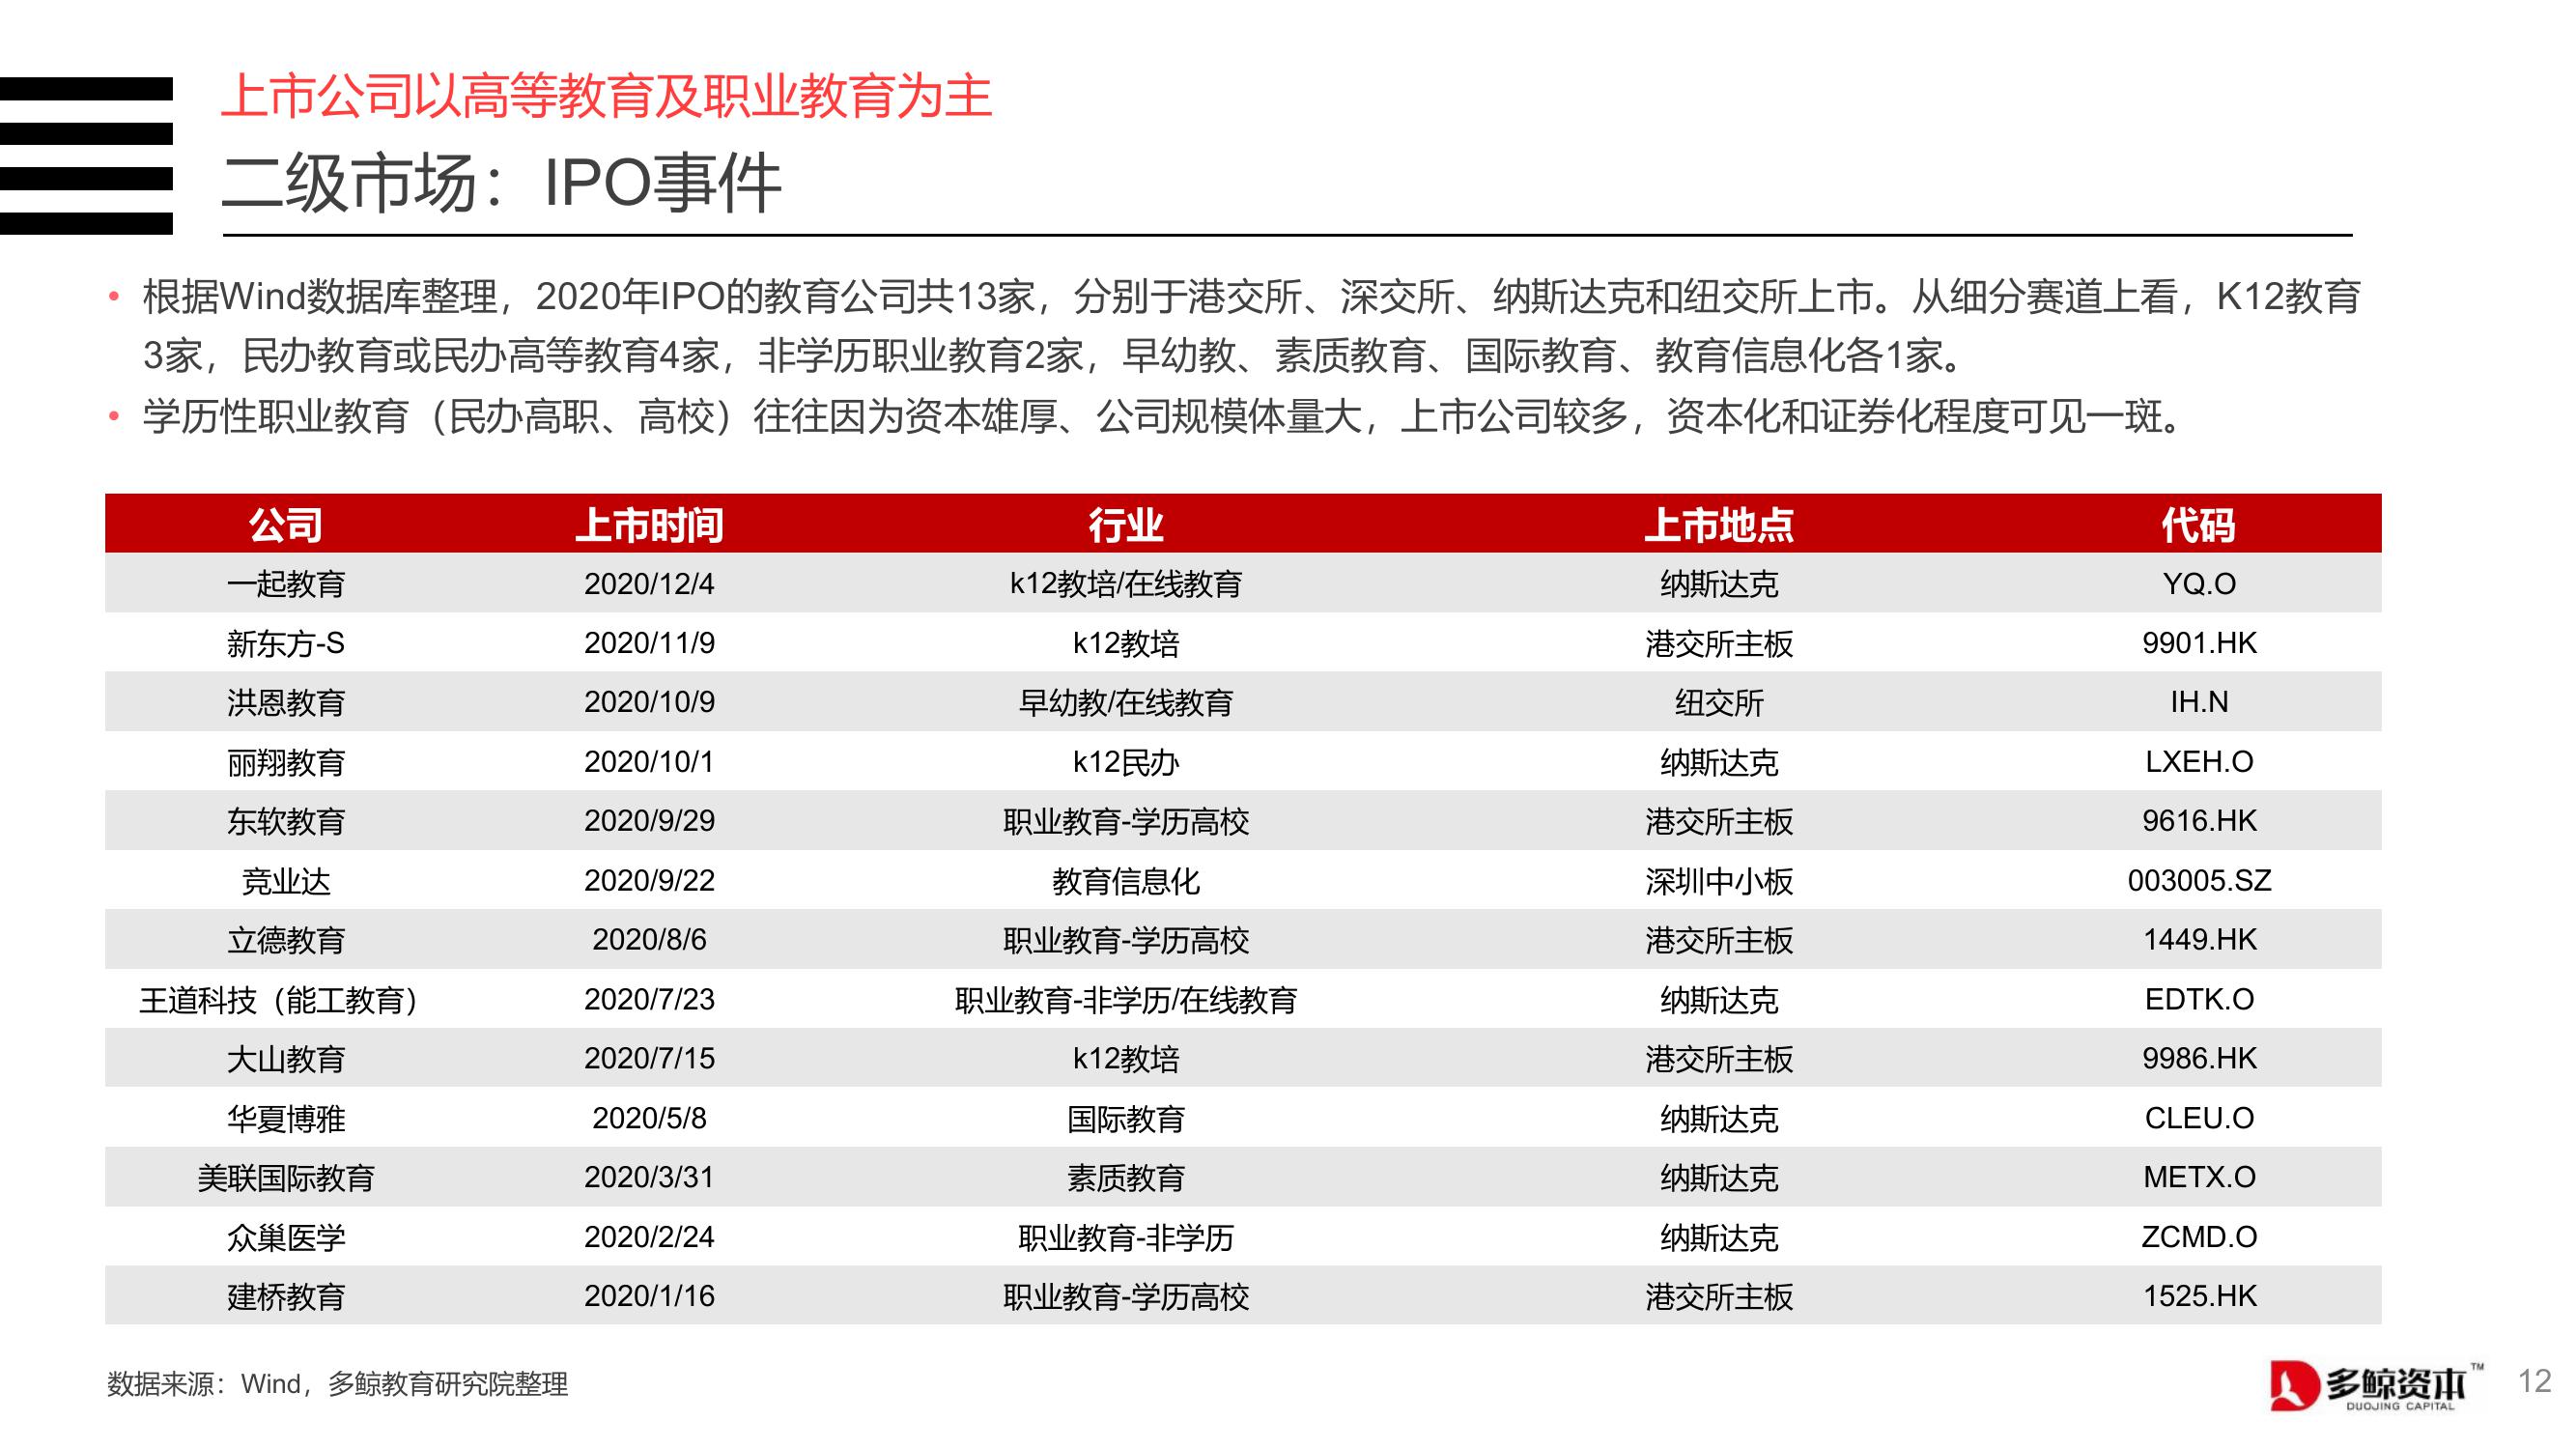 上市公司以高等教育及职业教育为主
二级市场：IPO事件
• 根据Wind数据库整理，2020年IPO的教育公司共13家，分别于港交所、深交所、纳斯达克和纽交所上市。从细分赛道上看，K12教育
3家，民办教育或民办高等教育4家，非学历职业教育2家，早幼教、素质教育、国际教育、教育信息化各1家。
• 学历性职业教育（民办高职、高校）往往因为资本雄厚、公司规模体量大，上市公司较多，资本化和证券化程度可见一斑。
公司 上市时间 行业 上市地点 代码
一起教育 2020/12/4 k12教培/在线教育 纳斯达克 YQ.O
新东方-S 2020/11/9 k12教培 港交所主板 9901.HK
洪恩教育 2020/10/9 早幼教/在线教育 纽交所 IH.N
丽翔教育 2020/10/1 k12民办 纳斯达克 LXEH.O
东软教育 2020/9/29 职业教育-学历高校 港交所主板 9616.HK
竞业达 2020/9/22 教育信息化 深圳中小板 003005.SZ
立德教育 2020/8/6 职业教育-学历高校 港交所主板 1449.HK
王道科技（能工教育） 2020/7/23 职业教育-非学历/在线教育 纳斯达克 EDTK.O
大山教育 2020/7/15 k12教培 港交所主板 9986.HK
华夏博雅 2020/5/8 国际教育 纳斯达克 CLEU.O
美联国际教育 2020/3/31 素质教育 纳斯达克 METX.O
众巢医学 2020/2/24 职业教育-非学历 纳斯达克 ZCMD.O
建桥教育 2020/1/16 职业教育-学历高校 港交所主板 1525.HK
数据来源：Wind，多鲸教育研究院整理
多鲸资本™
DUOJING CAPITAL
12